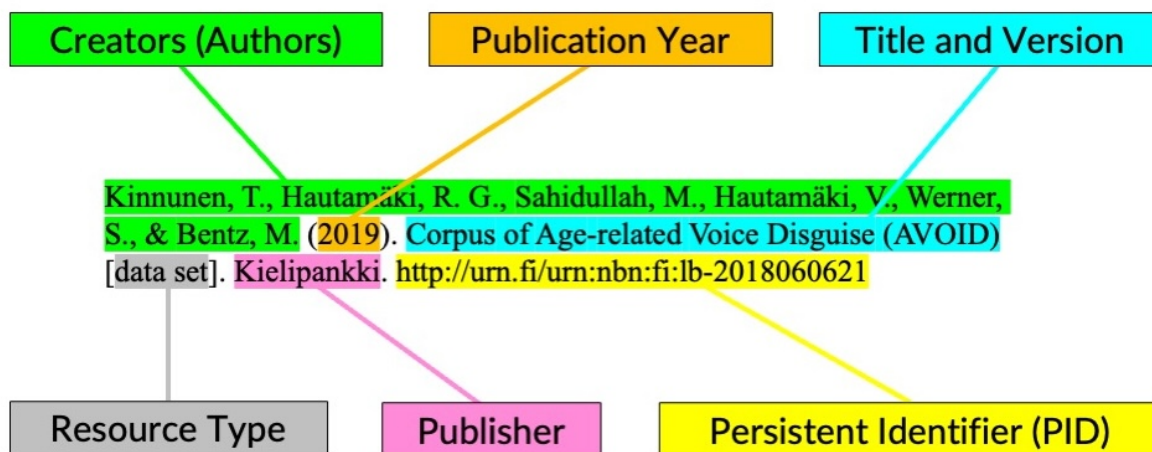 Creators (Authors)
Publication Year
Title and Version
Kinnunen, T., Hautamäki, R. G., Sahidullah, M., Hautamäki, V., Werner,
S., & Bentz, M. (2019). Corpus of Age-related Voice Disguise (AVOID)
[data set]. Kielipankki. http://urn.fi/urn:nbn:fi:lb-2018060621
Resource Type
Publisher
Persistent Identifier (PID)